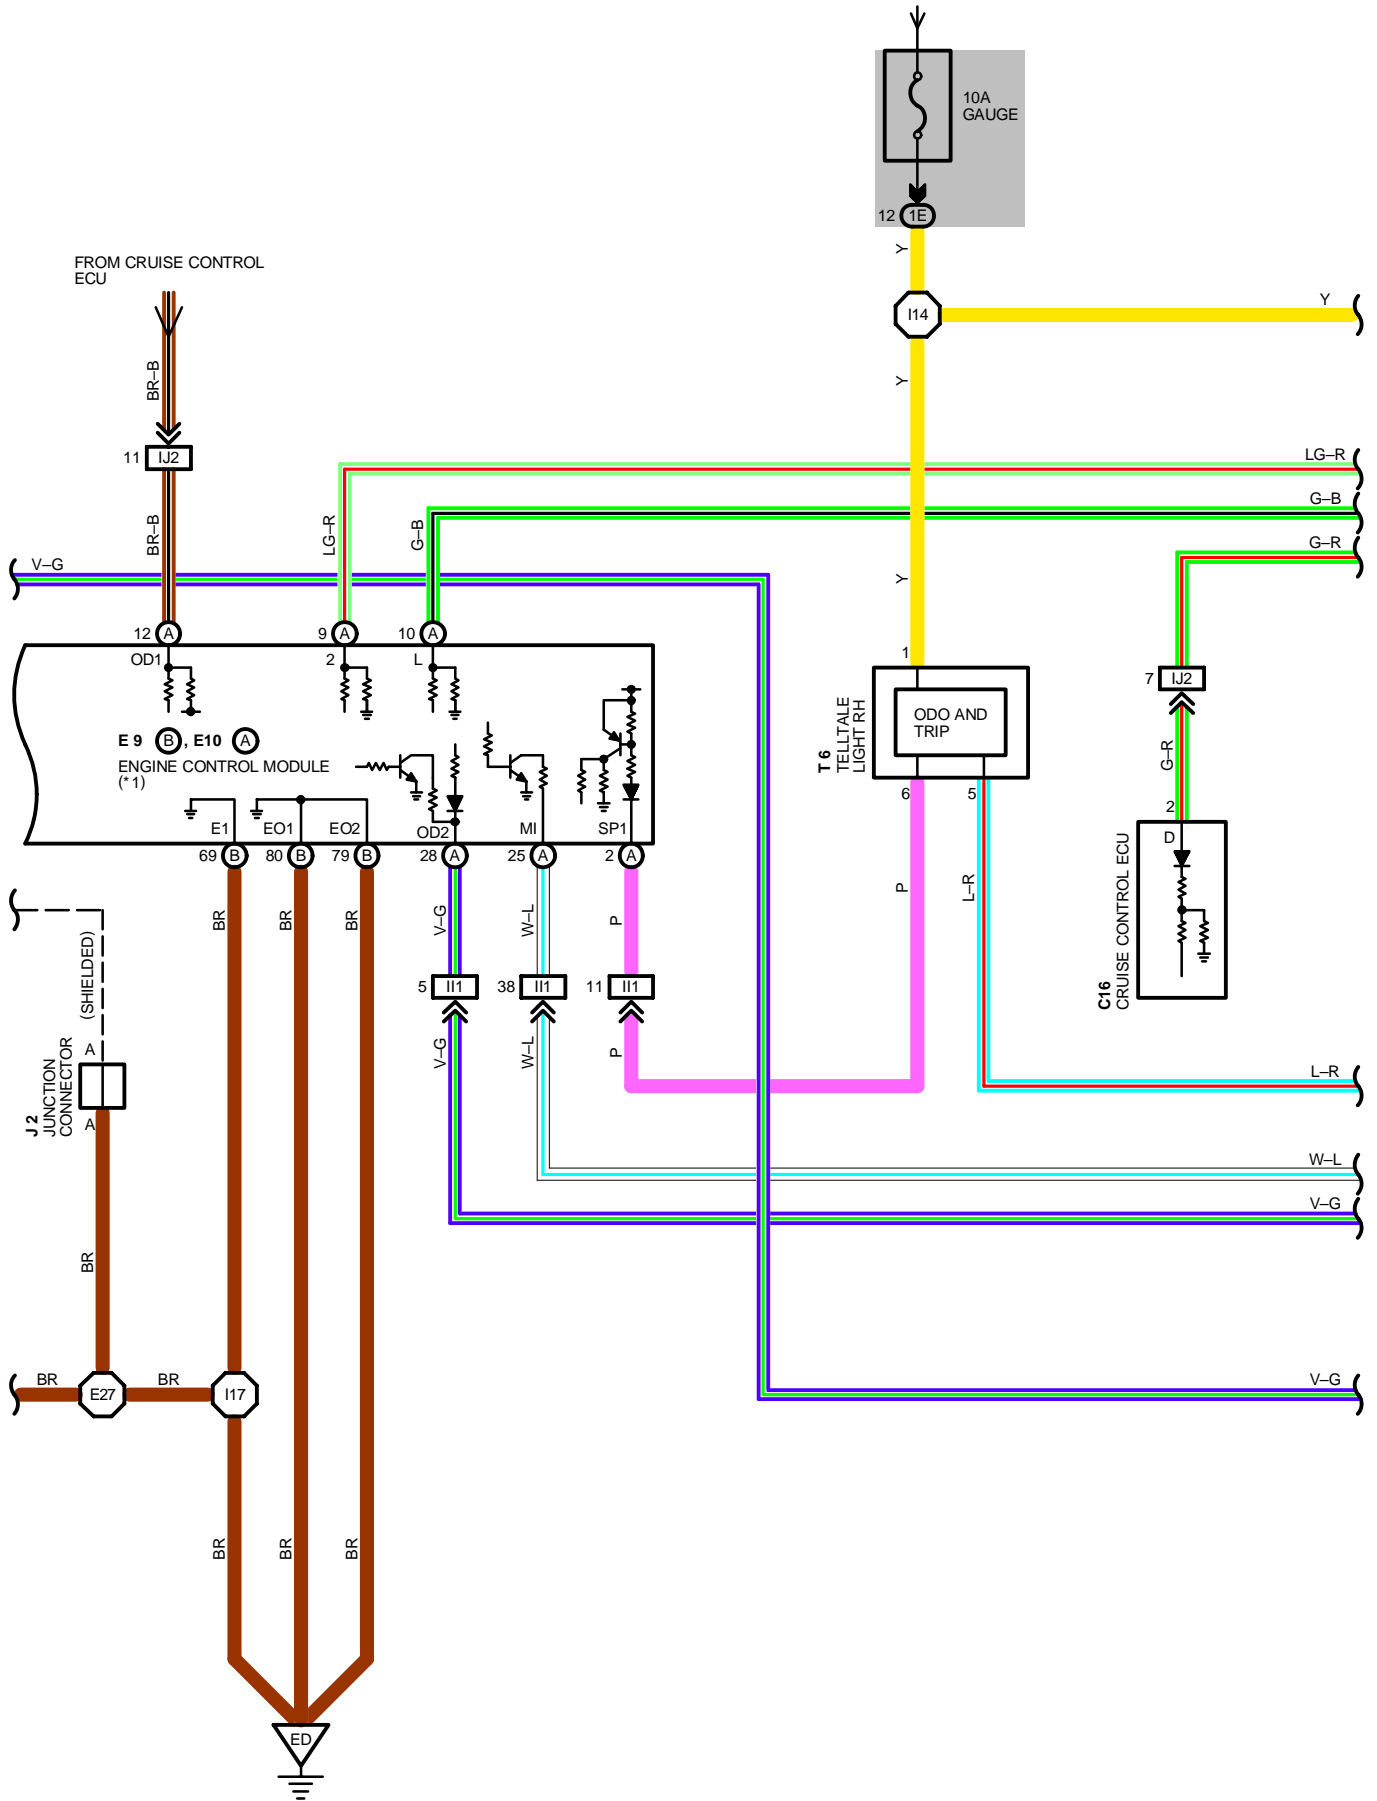 10A
GAUGE
12 1E
Y
FROM CRUISE CONTROL
ECU
I14
Y
BR–B
Y
11 IJ2
LG–R
G–B
BR–B
LG–R
G–B
G–R
V–G
Y
12 A
9 A
10 A
OD1
2
L
1
7 IJ2
ODO AND
TRIP
T 6
TELLTALE
LIGHT RH
E 9 B , E10 A
ENGINE CONTROL MODULE
(*1)
G–R
6
5
2
E1
EO1
EO2
OD2
MI
SP1
D
69 B
80 B
79 B
28 A
25 A
2 A
C16
CRUISE CONTROL ECU
BR
BR
BR
V–G
W–L
P
P
L–R
(SHIELDED)
5 II1
38 II1
11 II1
A
V–G
W–L
P
J 2
JUNCTION
CONNECTOR
L–R
A
W–L
V–G
BR
BR
BR
V–G
E27
I17
BR
BR
BR
ED